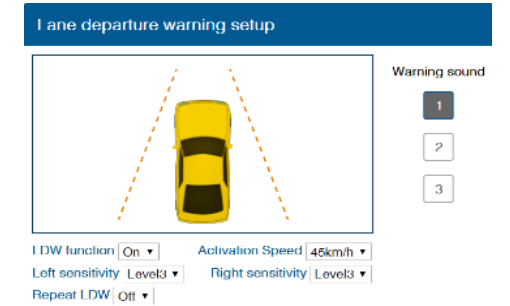 Lane departure warning setup
Warning sound
1
2
3
LDW function On Activation Speed 45km/h
Left sensitivity Level3 Right sensitivity Level3
Repeat LDW Off